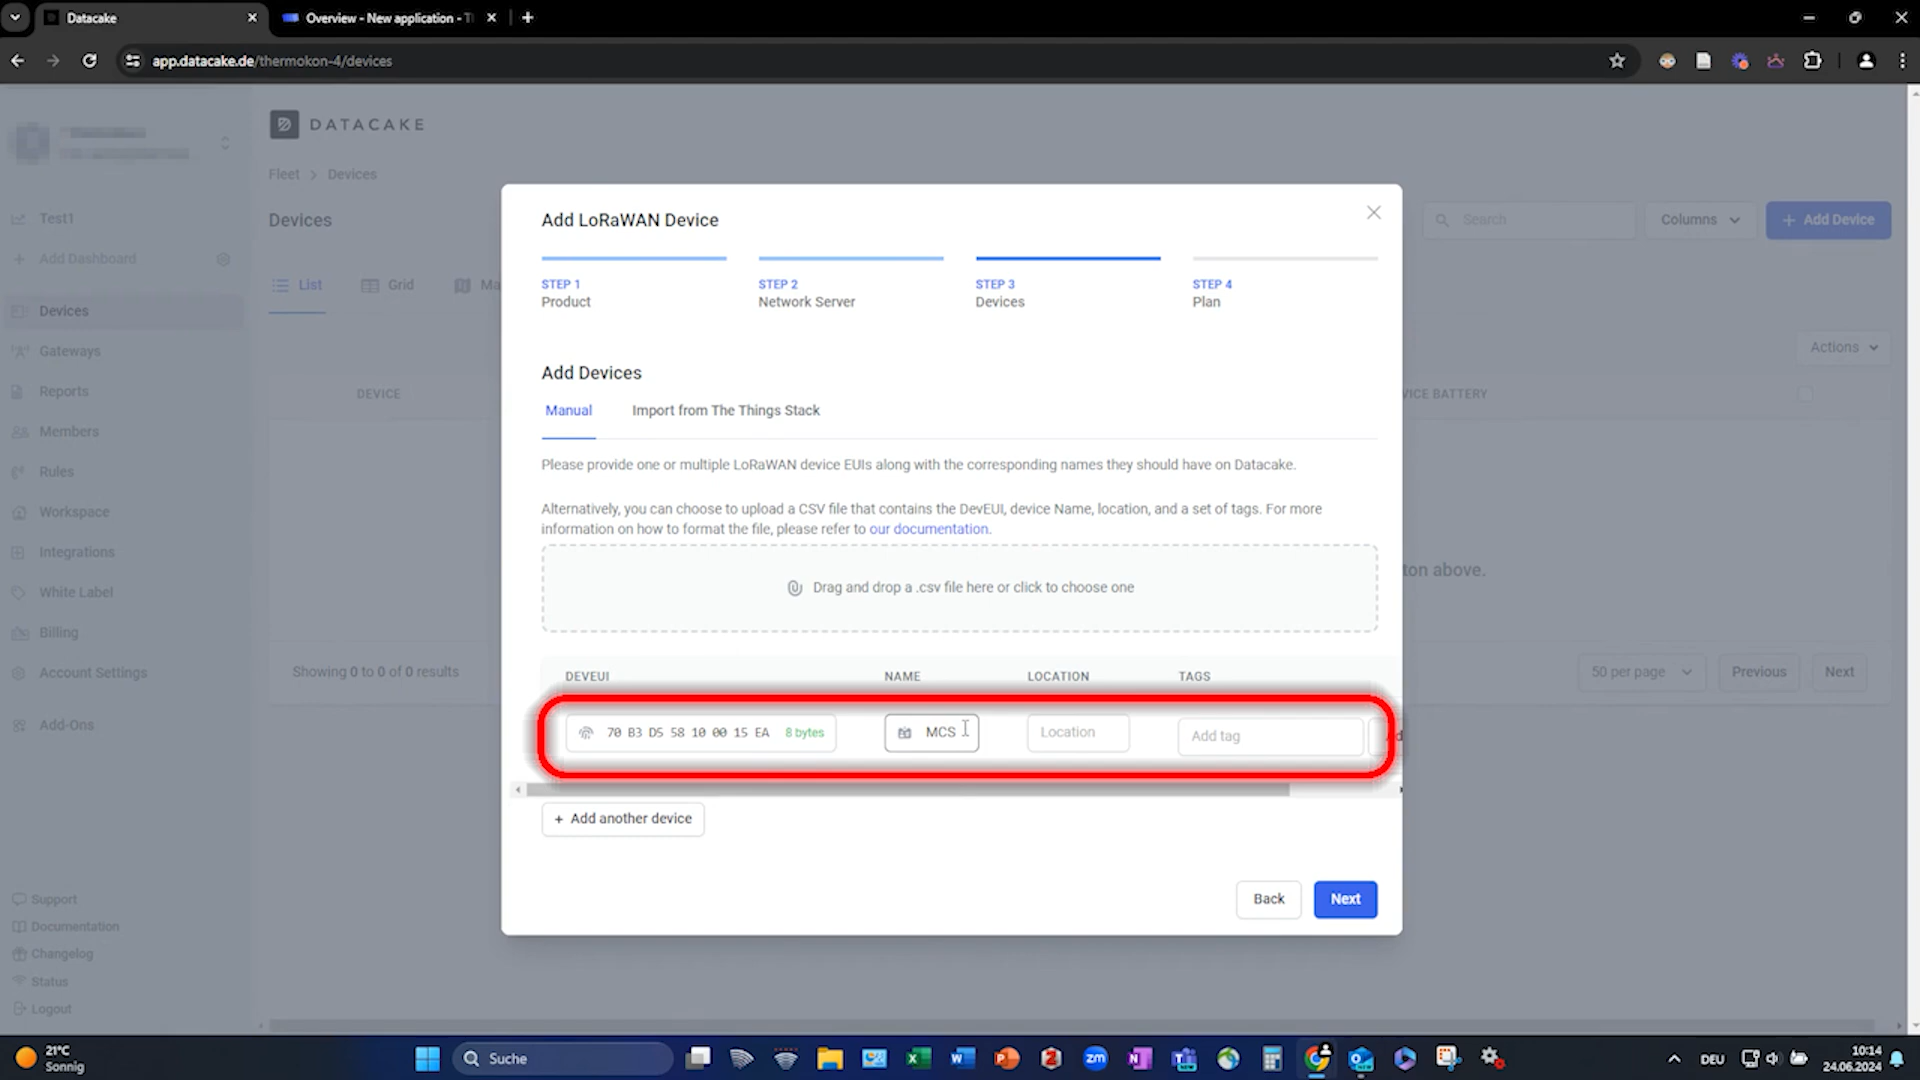 Datacake
Overview - New application - T
app.datacake.de/thermokon-4/devices
DATACAKE
Fleet > Devices
Test1
Devices
Search
Columns
+ Add Device
Add Dashboard
List
Grid
Ma
Devices
Gateways
Actions
Reports
DEVICE
VICE BATTERY
Members
Rules
Workspace
Integrations
ton above.
White Label
Billing
Account Settings
Showing 0 to 0 of 0 results
50 per page
Previous
Next
Add-Ons
Support
Documentation
Changelog
Status
Logout
Add LoRaWAN Device
STEP 1
Product
STEP 2
Network Server
STEP 3
Devices
STEP 4
Plan
Add Devices
Manual
Import from The Things Stack
Please provide one or multiple LoRaWAN device EUIs along with the corresponding names they should have on Datacake.
Alternatively, you can choose to upload a CSV file that contains the DevEUI, device Name, location, and a set of tags. For more
information on how to format the file, please refer to our documentation.
Drag and drop a .csv file here or click to choose one
DEVEUI
NAME
LOCATION
TAGS
70 B3 D5 58 10 00 15 EA
8 bytes
MCS
Location
Add tag
+ Add another device
Back
Next
21°C
Sonnig
Suche
DEU
10:14
24.06.2024